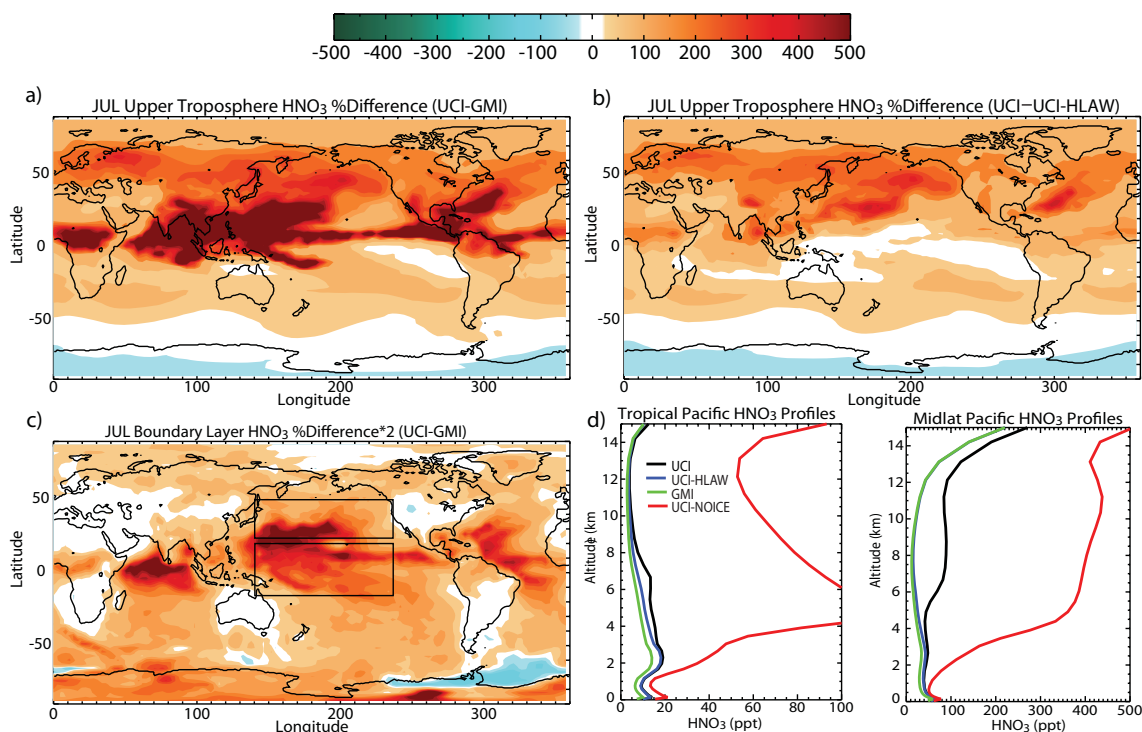 -500 -400 -300 -200 -100 0 100 200 300 400 500
a)
JUL Upper Troposphere HNO3 %Difference (UCI-GMI)
Latitude
50
0
-50
0 100 200 300
Longitude
b)
JUL Upper Troposphere HNO3 %Difference (UCI−UCI-HLAW)
Latitude
50
0
-50
0 100 200 300
Longitude
c)
JUL Boundary Layer HNO3 %Difference*2 (UCI-GMI)
Latitude
50
0
-50
0 100 200 300
Longitude
d)
Tropical Pacific HNO3 Profiles
Altitude (km
14
12
10
8
6
4
2
0
UCI
UCI-HLAW
GMI
UCI-NOICE
0 20 40 60 80 100
HNO3 (ppt)
Midlat Pacific HNO3 Profiles
Altitude (km)
14
12
10
8
6
4
2
0
0 100 200 300 400 500
HNO3 (ppt)